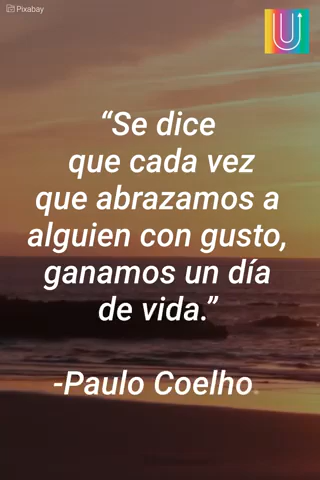 Pixabay
“Se dice
que cada vez
que abrazamos a
alguien con gusto,
ganamos un día
de vida.”
-Paulo Coelho.